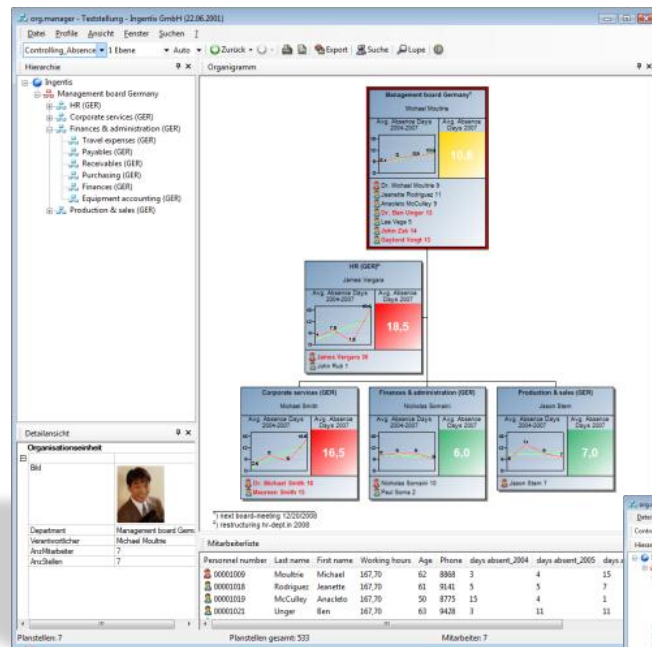 org.manager - Teststellung - Ingentis GmbH (22.06.2001)
Datei Profile Ansicht Fenster Suchen ?
Controlling_Absence 1 Ebene Auto Zurück Export Suche Lupe
Hierarchie
Ingentis
Management board Germany
HR (GER)
Corporate services (GER)
Finances & administration (GER)
Travel expenses (GER)
Payables (GER)
Receivables (GER)
Purchasing (GER)
Finances (GER)
Equipment accounting (GER)
Production & sales (GER)
Organigramm
Management board Germany
Michael Moultrie
Avg. Absence Days 2004-2007
Avg. Absence Days 2007
Dr. Michael Moultrie 9
Jeanette Rodriguez 11
Anacleto McCulley 9
Dr. Ben Unger
Lee Vega 5
John Zak 14
Gaylord Voigt 13
HR (GER)
James Vergara
Avg. Absence Days 2004-2007
Avg. Absence Days 2007
18,5
James Vergara 36
John Rub 1
Corporate services (GER)
Michael Smith
Avg. Absence Days 2004-2007
Avg. Absence Days 2007
16,5
Dr. Michael Smith 18
Maureen Smith 15
Finances & administration (GER)
Nicholas Somaini
Avg. Absence Days 2004-2007
Avg. Absence Days 2007
6,0
Nicholas Somaini 10
Paul Soma 2
Production & sales (GER)
Jason Stern
Avg. Absence Days 2004-2007
Avg. Absence Days 2007
7,0
Jason Stern 7
¹) next board-meeting 12/20/2008
²) restructuring hr-dept.in 2008
Detailansicht
Organisationseinheit
Bild
Department Management board Germ
Verantwortlicher Michael Moultrie
AnzMitarbeiter 7
AnzStellen 7
Mitarbeiterliste
Personnel number Last name First name Working hours Age Phone days absent_2004 days absent_2005 days a
00001009 Moultrie Michael 167,70 62 8868 3 4 15
00001018 Rodriguez Jeanette 167,70 61 9141 5 5 7
00001019 McCulley Anacleto 167,70 50 8775 15 4 1
00001021 Unger Ben 167,70 63 9428 3 11 11
Planstellen: 7 Planstellen gesamt: 533 Mitarbeiter: 7